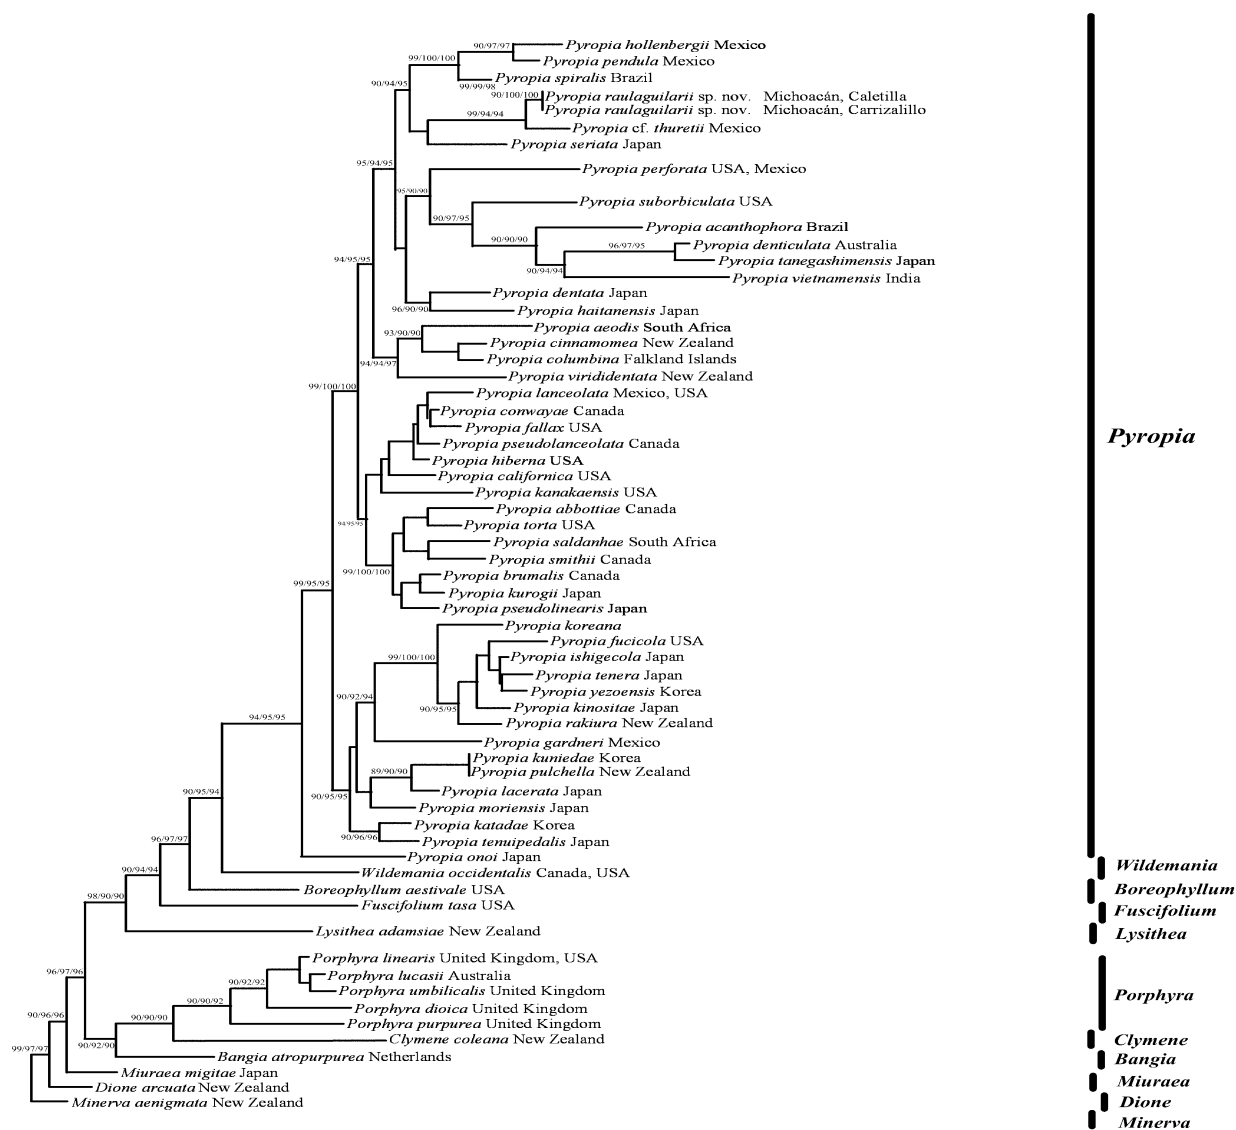 90/97/97 Pyropia hollenbergii Mexico
99/100/100 Pyropia pendula Mexico
Pyropia spiralis Brazil
90/94/95 99/99/98
90/100/100 Pyropia raulaguilarii sp. nov. Michoacán, Caletilla
Pyropia raulaguilarii sp. nov. Michoacán, Carrizalillo
99/94/94
Pyropia cf. thuretii Mexico
Pyropia seriata Japan
95/94/95 Pyropia perforata USA, Mexico
95/90/90
Pyropia suborbiculata USA
90/97/95
Pyropia acanthophora Brazil
90/90/90 96/97/95 Pyropia denticulata Australia
94/95/95 Pyropia tanegashimensis Japan
90/94/94
Pyropia vietnamensis India
Pyropia dentata Japan
96/90/90 Pyropia haitanensis Japan
Pyropia aeodis South Africa
93/90/90
Pyropia cinnamomea New Zealand
Pyropia columbina Falkland Islands
94/94/97
Pyropia virididentata New Zealand
99/100/100 Pyropia lanceolata Mexico, USA
Pyropia conwayae Canada
Pyropia fallax USA
Pyropia
Pyropia pseudolanceolata Canada
Pyropia hiberna USA
Pyropia californica USA
Pyropia kanakaensis USA
Pyropia abbottiae Canada
94/95/95 Pyropia torta USA
Pyropia saldanhae South Africa
Pyropia smithii Canada
99/100/100
99/95/95 Pyropia brumalis Canada
Pyropia kurogii Japan
Pyropia pseudolinearis Japan
Pyropia koreana
Pyropia fucicola USA
99/100/100 Pyropia ishigecola Japan
Pyropia tenera Japan
90/92/94 Pyropia yezoensis Korea
90/95/95 Pyropia kinositae Japan
94/95/95 Pyropia rakiura New Zealand
Pyropia gardneri Mexico
Pyropia kuniedae Korea
89/90/90 Pyropia pulchella New Zealand
90/95/94 90/95/95 Pyropia lacerata Japan
Pyropia moriensis Japan
Pyropia katadae Korea
96/97/97 90/96/96 Pyropia tenuipedalis Japan
Pyropia onoi Japan
90/94/94 Wildemania occidentalis Canada, USA Wildemania
Boreophyllum aestivale USA Boreophyllum
98/90/90 Fuscifolium tasa USA Fuscifolium
Lysithea adamsiae New Zealand Lysithea
Porphyra linearis United Kingdom, USA
96/97/96 Porphyra lucasii Australia
90/92/92 Porphyra umbilicalis United Kingdom Porphyra
90/90/92 Porphyra dioica United Kingdom
90/96/96 90/90/90 Porphyra purpurea United Kingdom
Clymene coleana New Zealand Clymene
99/97/97 90/92/90 Bangia atropurpurea Netherlands Bangia
Miuraea migitae Japan Miuraea
Dione arcuata New Zealand Dione
Minerva aenigmata New Zealand Minerva